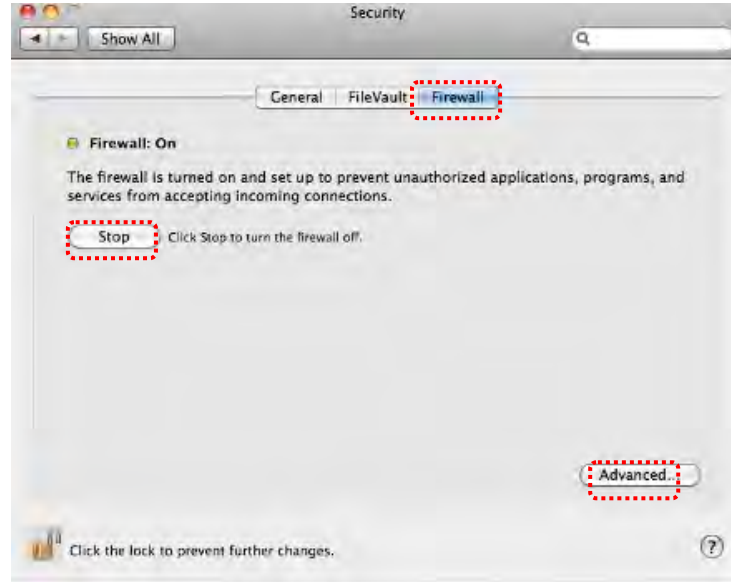 Security
Show All
General FileVault Firewall
Firewall: On
The firewall is turned on and set up to prevent unauthorized applications, programs, and
services from accepting incoming connections.
Stop Click Stop to turn the firewall off.
Advanced...
Click the lock to prevent further changes.
?